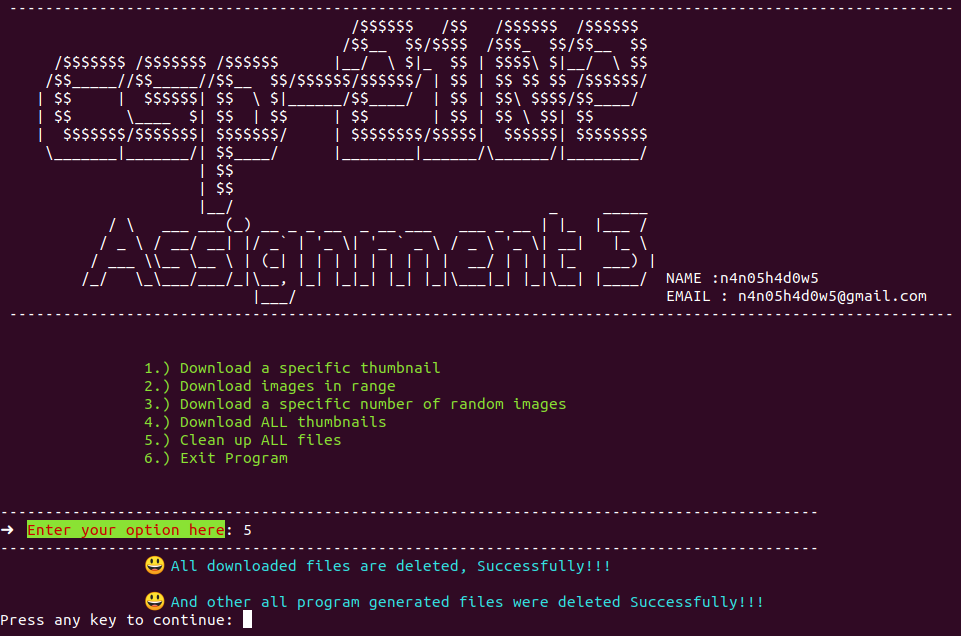 csp2102
Assignment3
NAME :n4n05h4d0w5
EMAIL : n4n05h4d0w5@gmail.com
1.) Download a specific thumbnail
2.) Download images in range
3.) Download a specific number of random images
4.) Download ALL thumbnails
5.) Clean up ALL files
6.) Exit Program
➜ Enter your option here: 5
😃 All downloaded files are deleted, Successfully!!!
😃 And other all program generated files were deleted Successfully!!!
Press any key to continue: